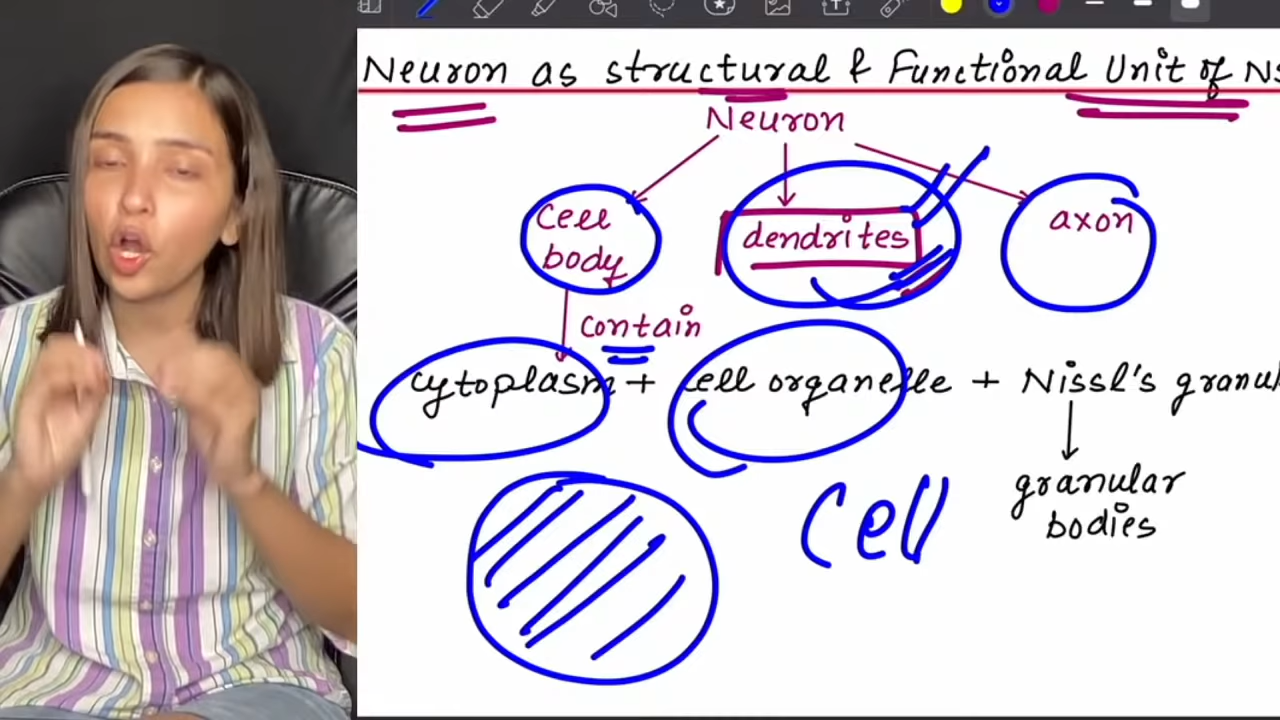 Neuron as structural & Functional Unit of
Neuron
Cell body
dendrites
axon
contain
cytoplasm + cell organelle + Nissl's
granular
bodies
Cell